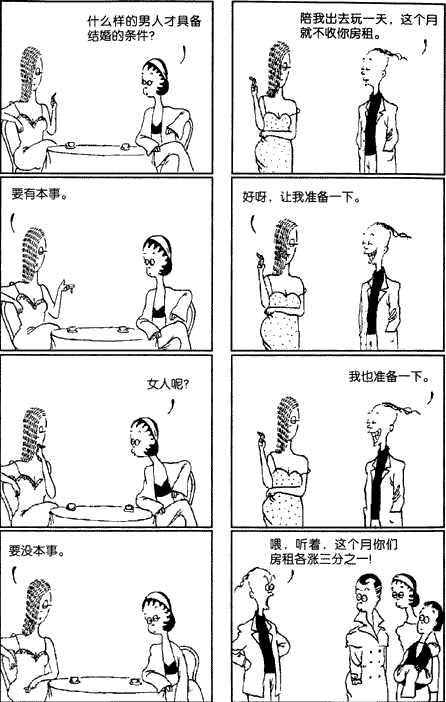 什么样的男人才具备
结婚的条件?
要有本事。
女人呢?
要没本事。
陪我出去玩一天，这个月
就不收你房租。
好呀，让我准备一下。
我也准备一下。
喂，听着，这个月你们
房租各涨三分之一!